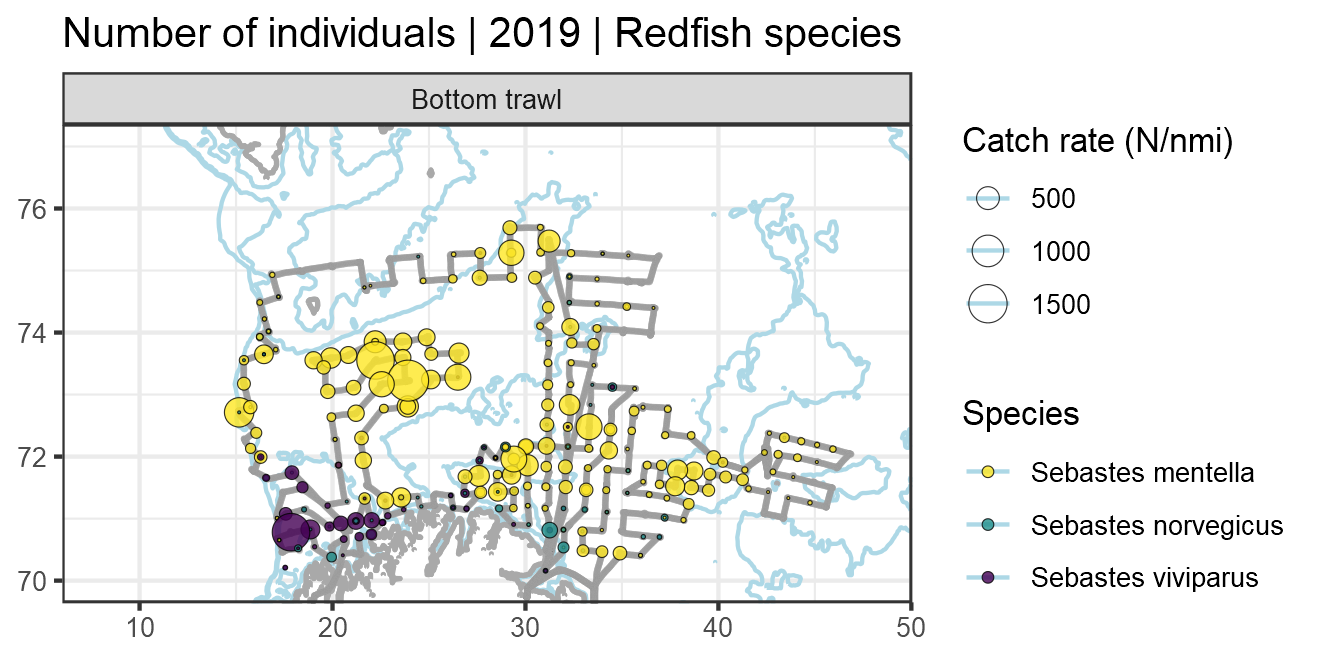 Number of individuals | 2019 | Redfish species
Bottom trawl
76
74
72
70
10
20
30
40
50
Catch rate (N/nmi)
500
1000
1500
Species
Sebastes mentella
Sebastes norvegicus
Sebastes viviparus